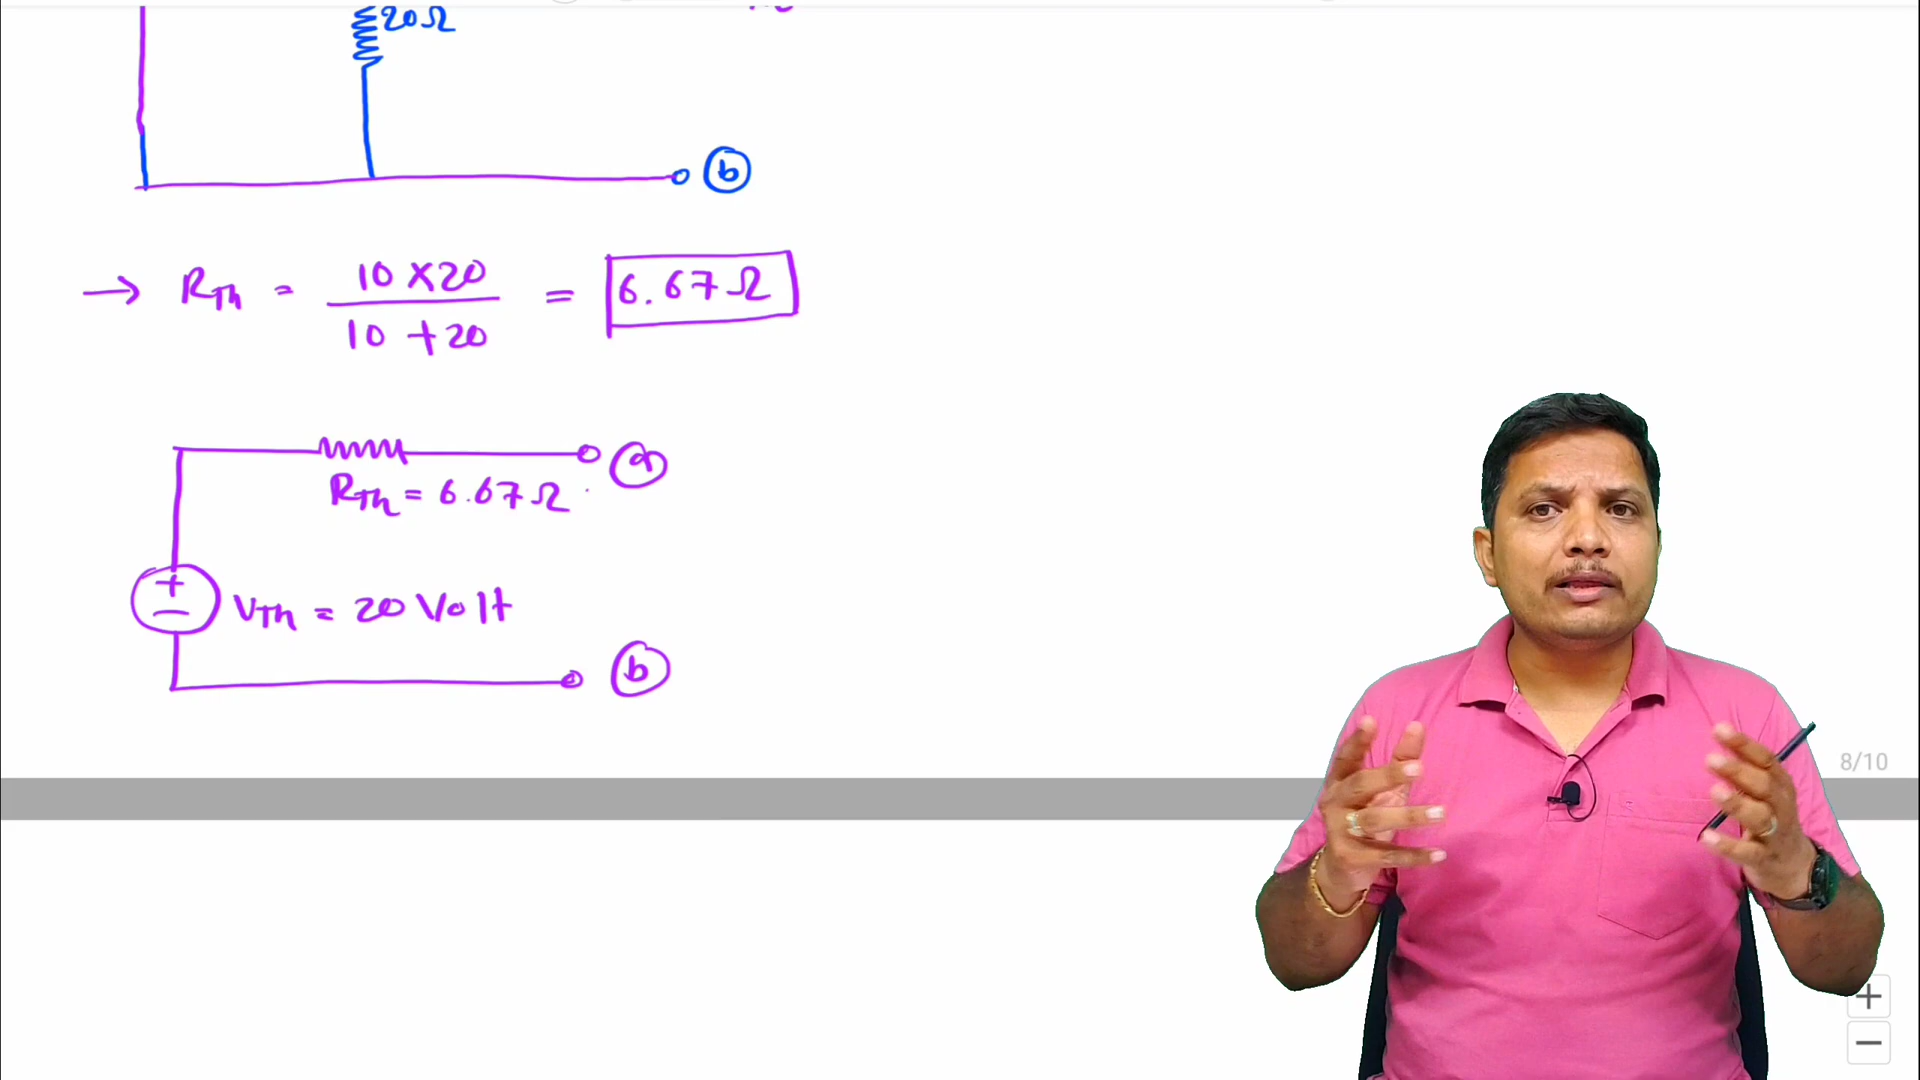 20Ω
b
→ RTh = 10 × 20 / 10 + 20 = 6.67Ω
a
RTh = 6.67Ω
+
−
VTh = 20 Volt
b
8/10
+
−